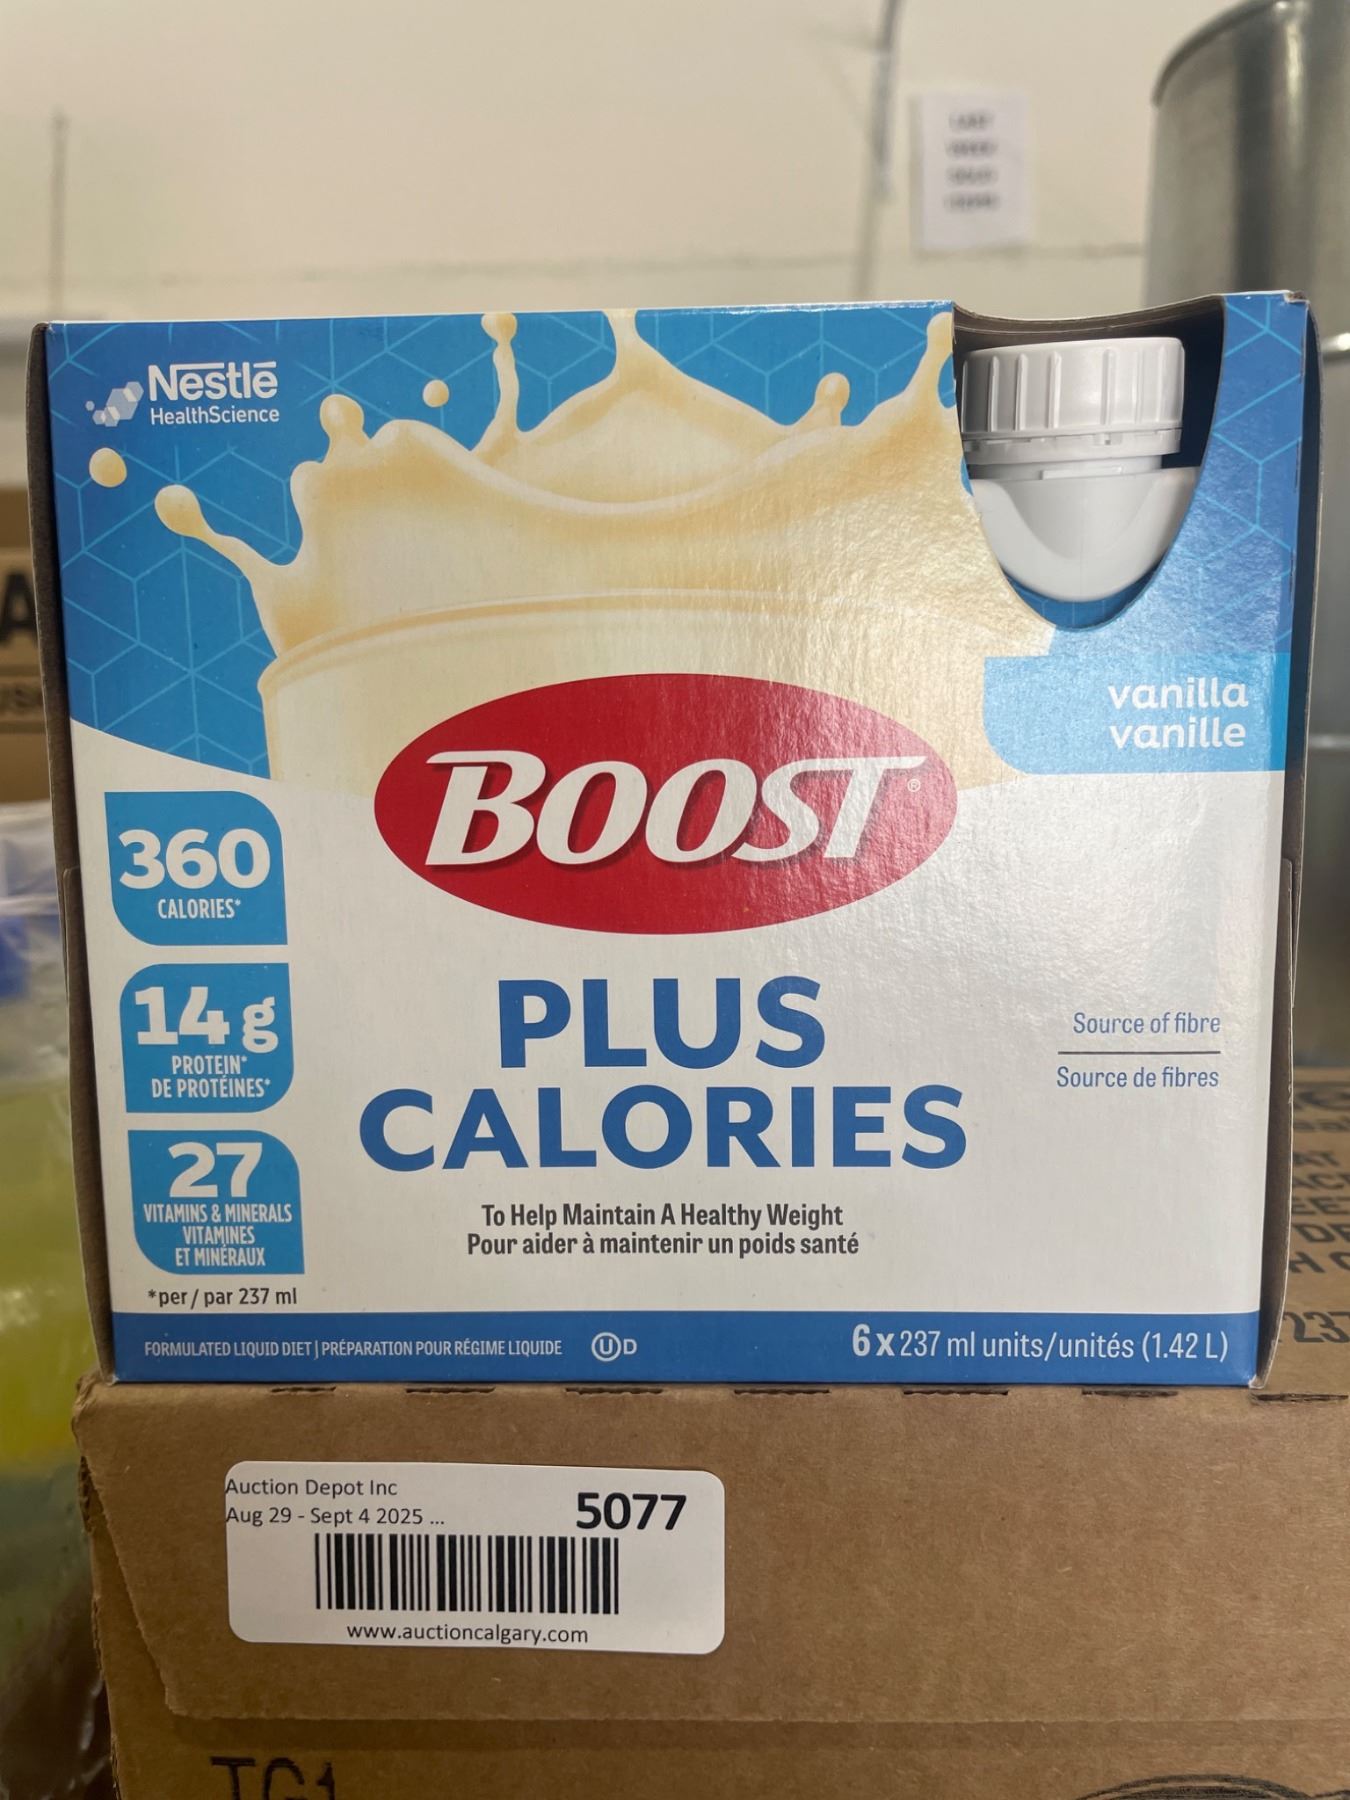 Nestlé
HealthScience
vanilla
vanille
BOOST®
360
CALORIES*
14 g
PROTEIN*
DE PROTÉINES*
27
VITAMINS & MINERALS
VITAMINES
ET MINÉRAUX
*per / par 237 ml
PLUS
CALORIES
To Help Maintain A Healthy Weight
Pour aider à maintenir un poids santé
Source of fibre
Source de fibres
FORMULATED LIQUID DIET | PRÉPARATION POUR RÉGIME LIQUIDE UD
6 x 237 ml units/unités (1.42 L)
Auction Depot Inc
Aug 29 - Sept 4 2025 ...
5077
www.auctioncalgary.com
TG1